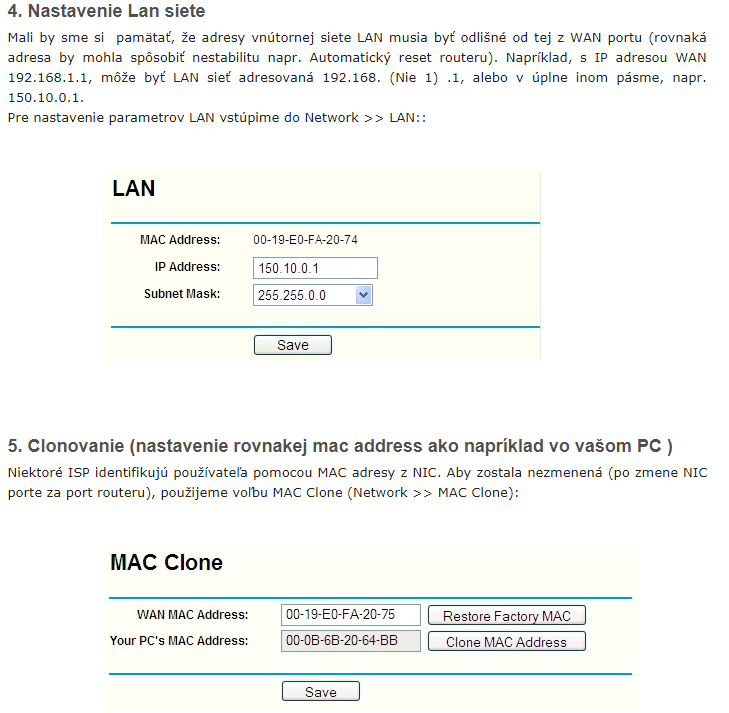 4. Nastavenie Lan siete
Mali by sme si pamätať, že adresy vnútornej siete LAN musia byť odlišné od tej z WAN portu (rovnaká
adresa by mohla spôsobiť nestabilitu napr. Automatický reset routeru). Napríklad, s IP adresou WAN
192.168.1.1, môže byť LAN sieť adresovaná 192.168. (Nie 1) .1, alebo v úplne inom pásme, napr.
150.10.0.1.
Pre nastavenie parametrov LAN vstúpime do Network >> LAN::
LAN
MAC Address: 00-19-E0-FA-20-74
IP Address: 150.10.0.1
Subnet Mask: 255.255.0.0
Save
5. Clonovanie (nastavenie rovnakej mac address ako napríklad vo vašom PC )
Niektoré ISP identifikujú používateľa pomocou MAC adresy z NIC. Aby zostala nezmenená (po zmene NIC
porte za port routeru), použijeme voľbu MAC Clone (Network >> MAC Clone):
MAC Clone
WAN MAC Address: 00-19-E0-FA-20-75 Restore Factory MAC
Your PC's MAC Address: 00-0B-6B-20-64-BB Clone MAC Address
Save